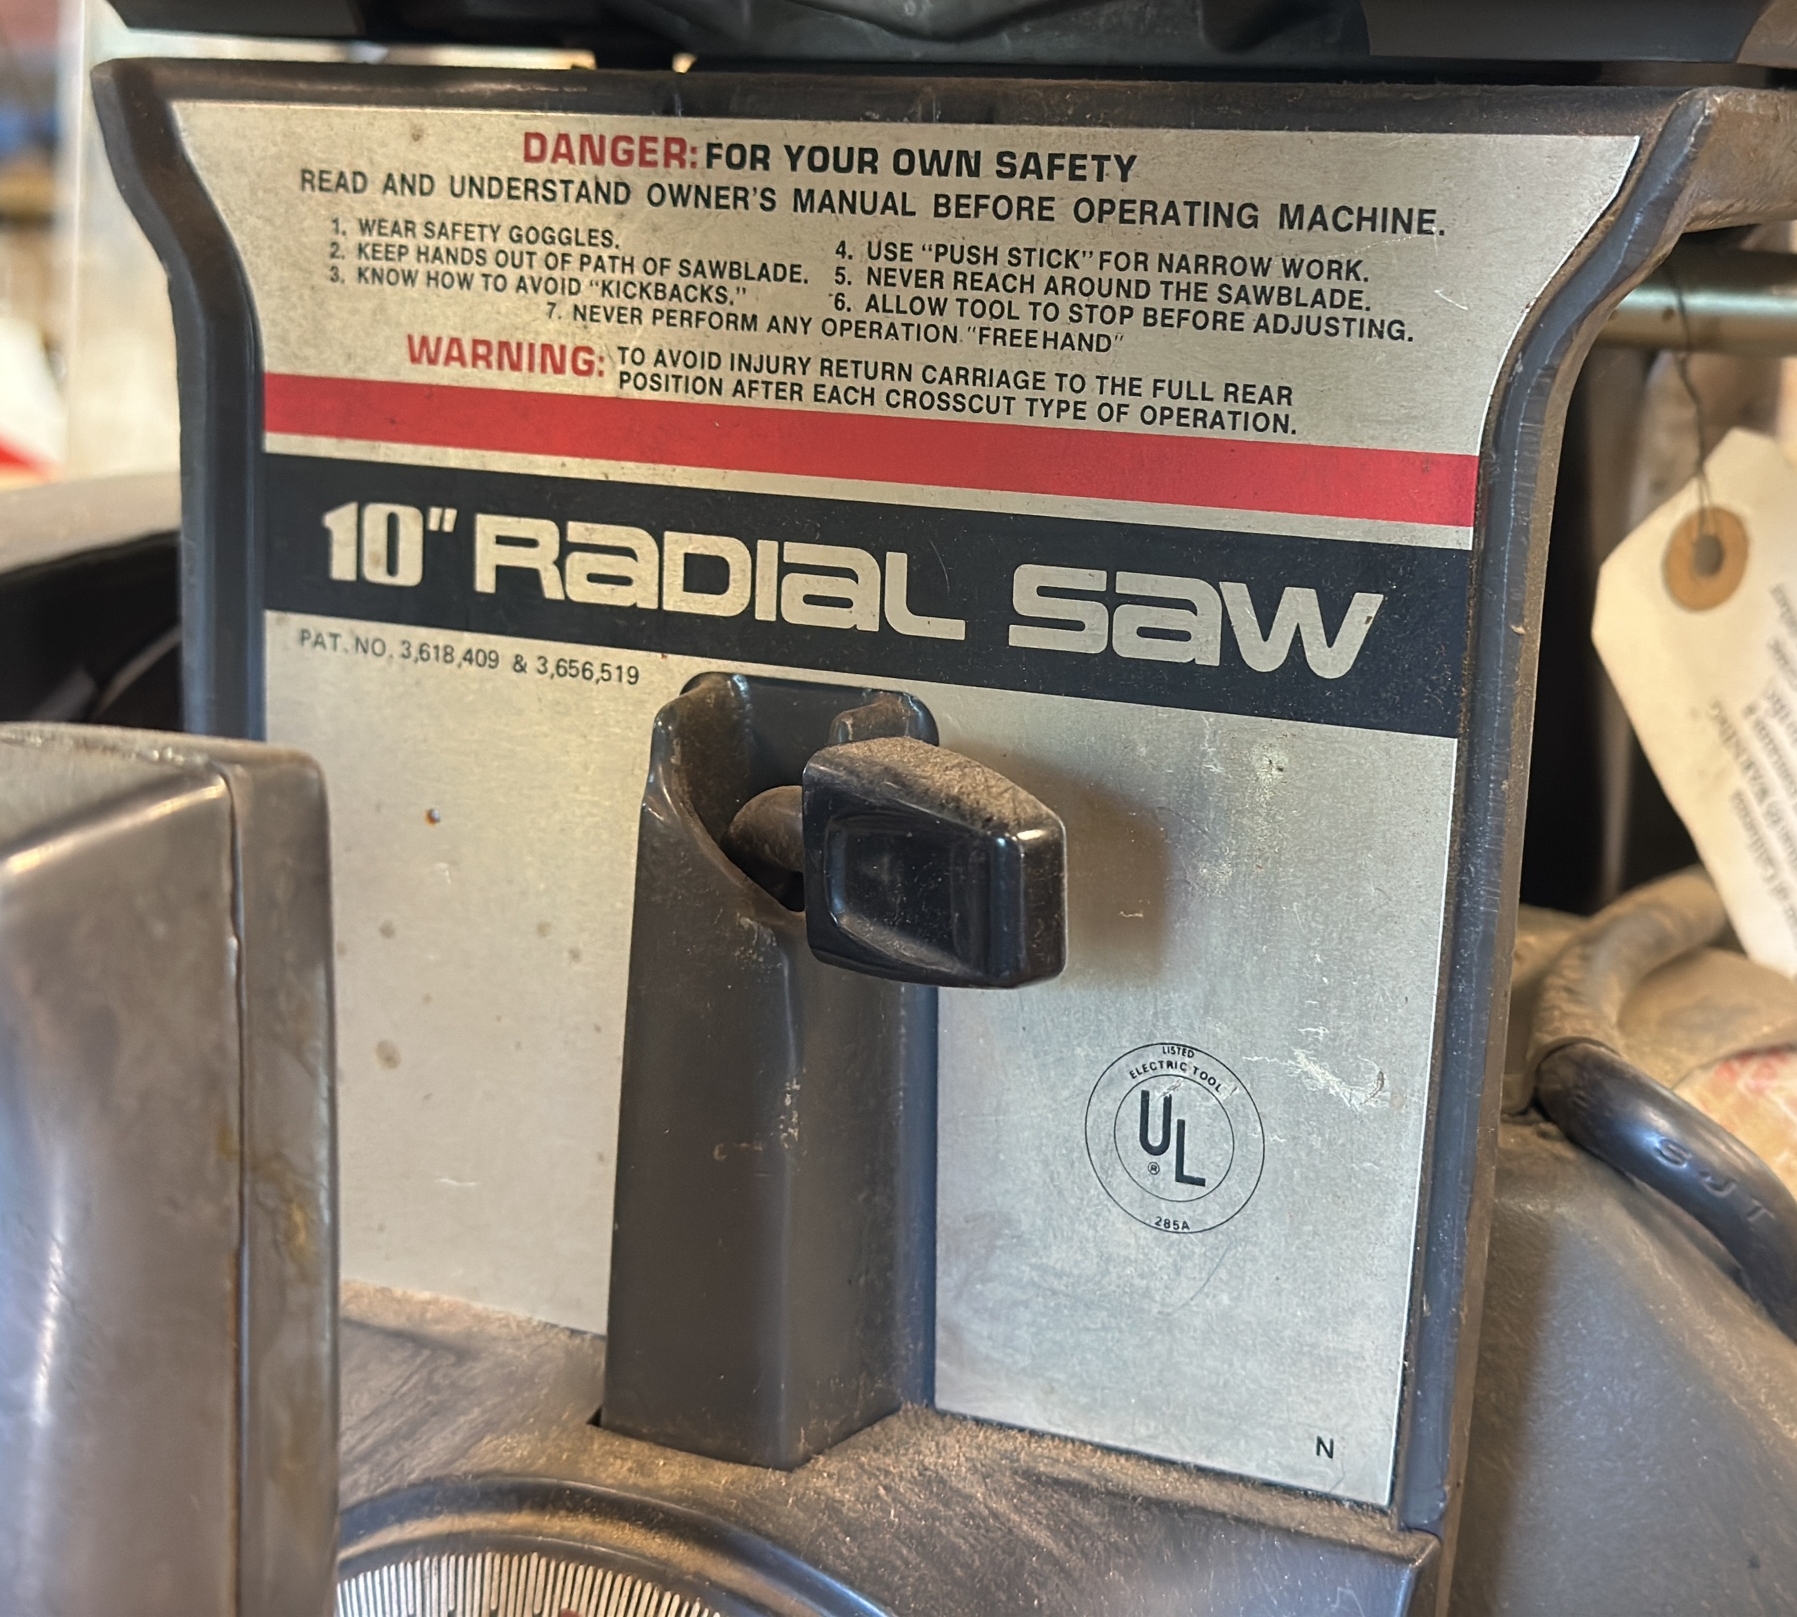 DANGER: FOR YOUR OWN SAFETY
READ AND UNDERSTAND OWNER'S MANUAL BEFORE OPERATING MACHINE.
1. WEAR SAFETY GOGGLES.
2. KEEP HANDS OUT OF PATH OF SAWBLADE.
3. KNOW HOW TO AVOID "KICKBACKS."
4. USE "PUSH STICK" FOR NARROW WORK.
5. NEVER REACH AROUND THE SAWBLADE.
6. ALLOW TOOL TO STOP BEFORE ADJUSTING.
7. NEVER PERFORM ANY OPERATION "FREEHAND"
WARNING: TO AVOID INJURY RETURN CARRIAGE TO THE FULL REAR
POSITION AFTER EACH CROSSCUT TYPE OF OPERATION.
10" RADIAL SAW
PAT. NO. 3,618,409 & 3,656,519
LISTED
ELECTRIC TOOL
UL
®
285A
N
SJT